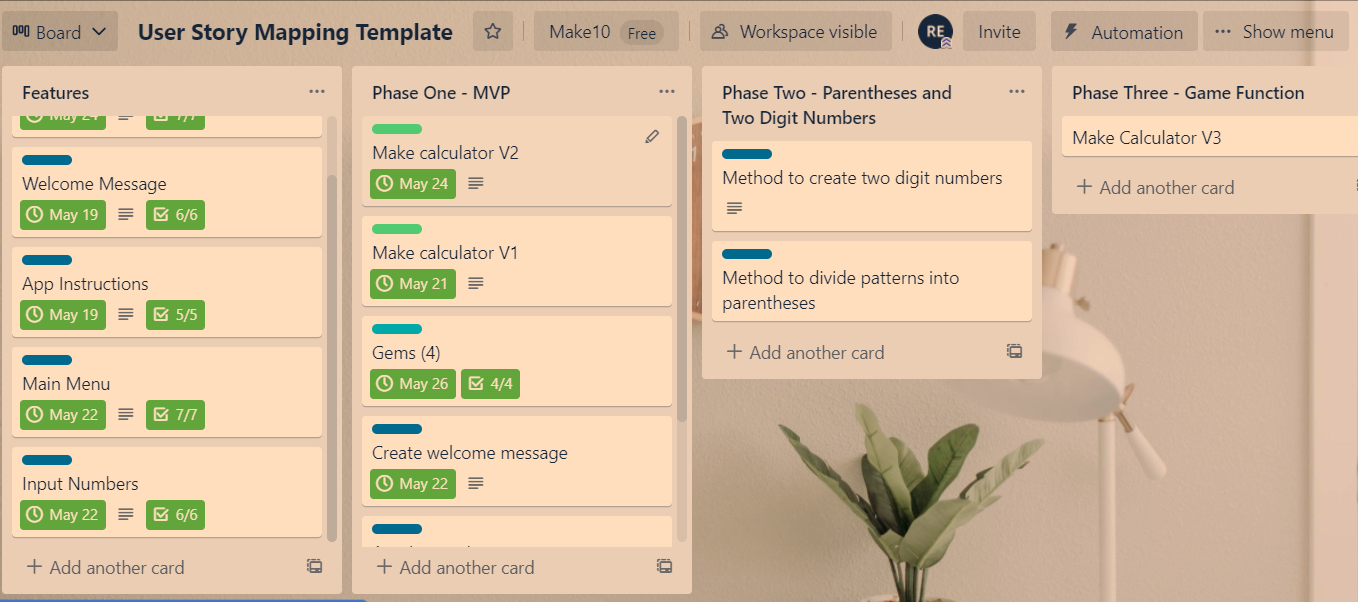 Board
User Story Mapping Template
Make10 Free
Workspace visible
RE
Invite
Automation
Show menu
Features
May 24
7/7
Welcome Message
May 19
6/6
App Instructions
May 19
5/5
Main Menu
May 22
7/7
Input Numbers
May 22
6/6
+ Add another card
Phase One - MVP
Make calculator V2
May 24
Make calculator V1
May 21
Gems (4)
May 26
4/4
Create welcome message
May 22
+ Add another card
Phase Two - Parentheses and
Two Digit Numbers
Method to create two digit numbers
Method to divide patterns into
parentheses
+ Add another card
Phase Three - Game Function
Make Calculator V3
+ Add another card